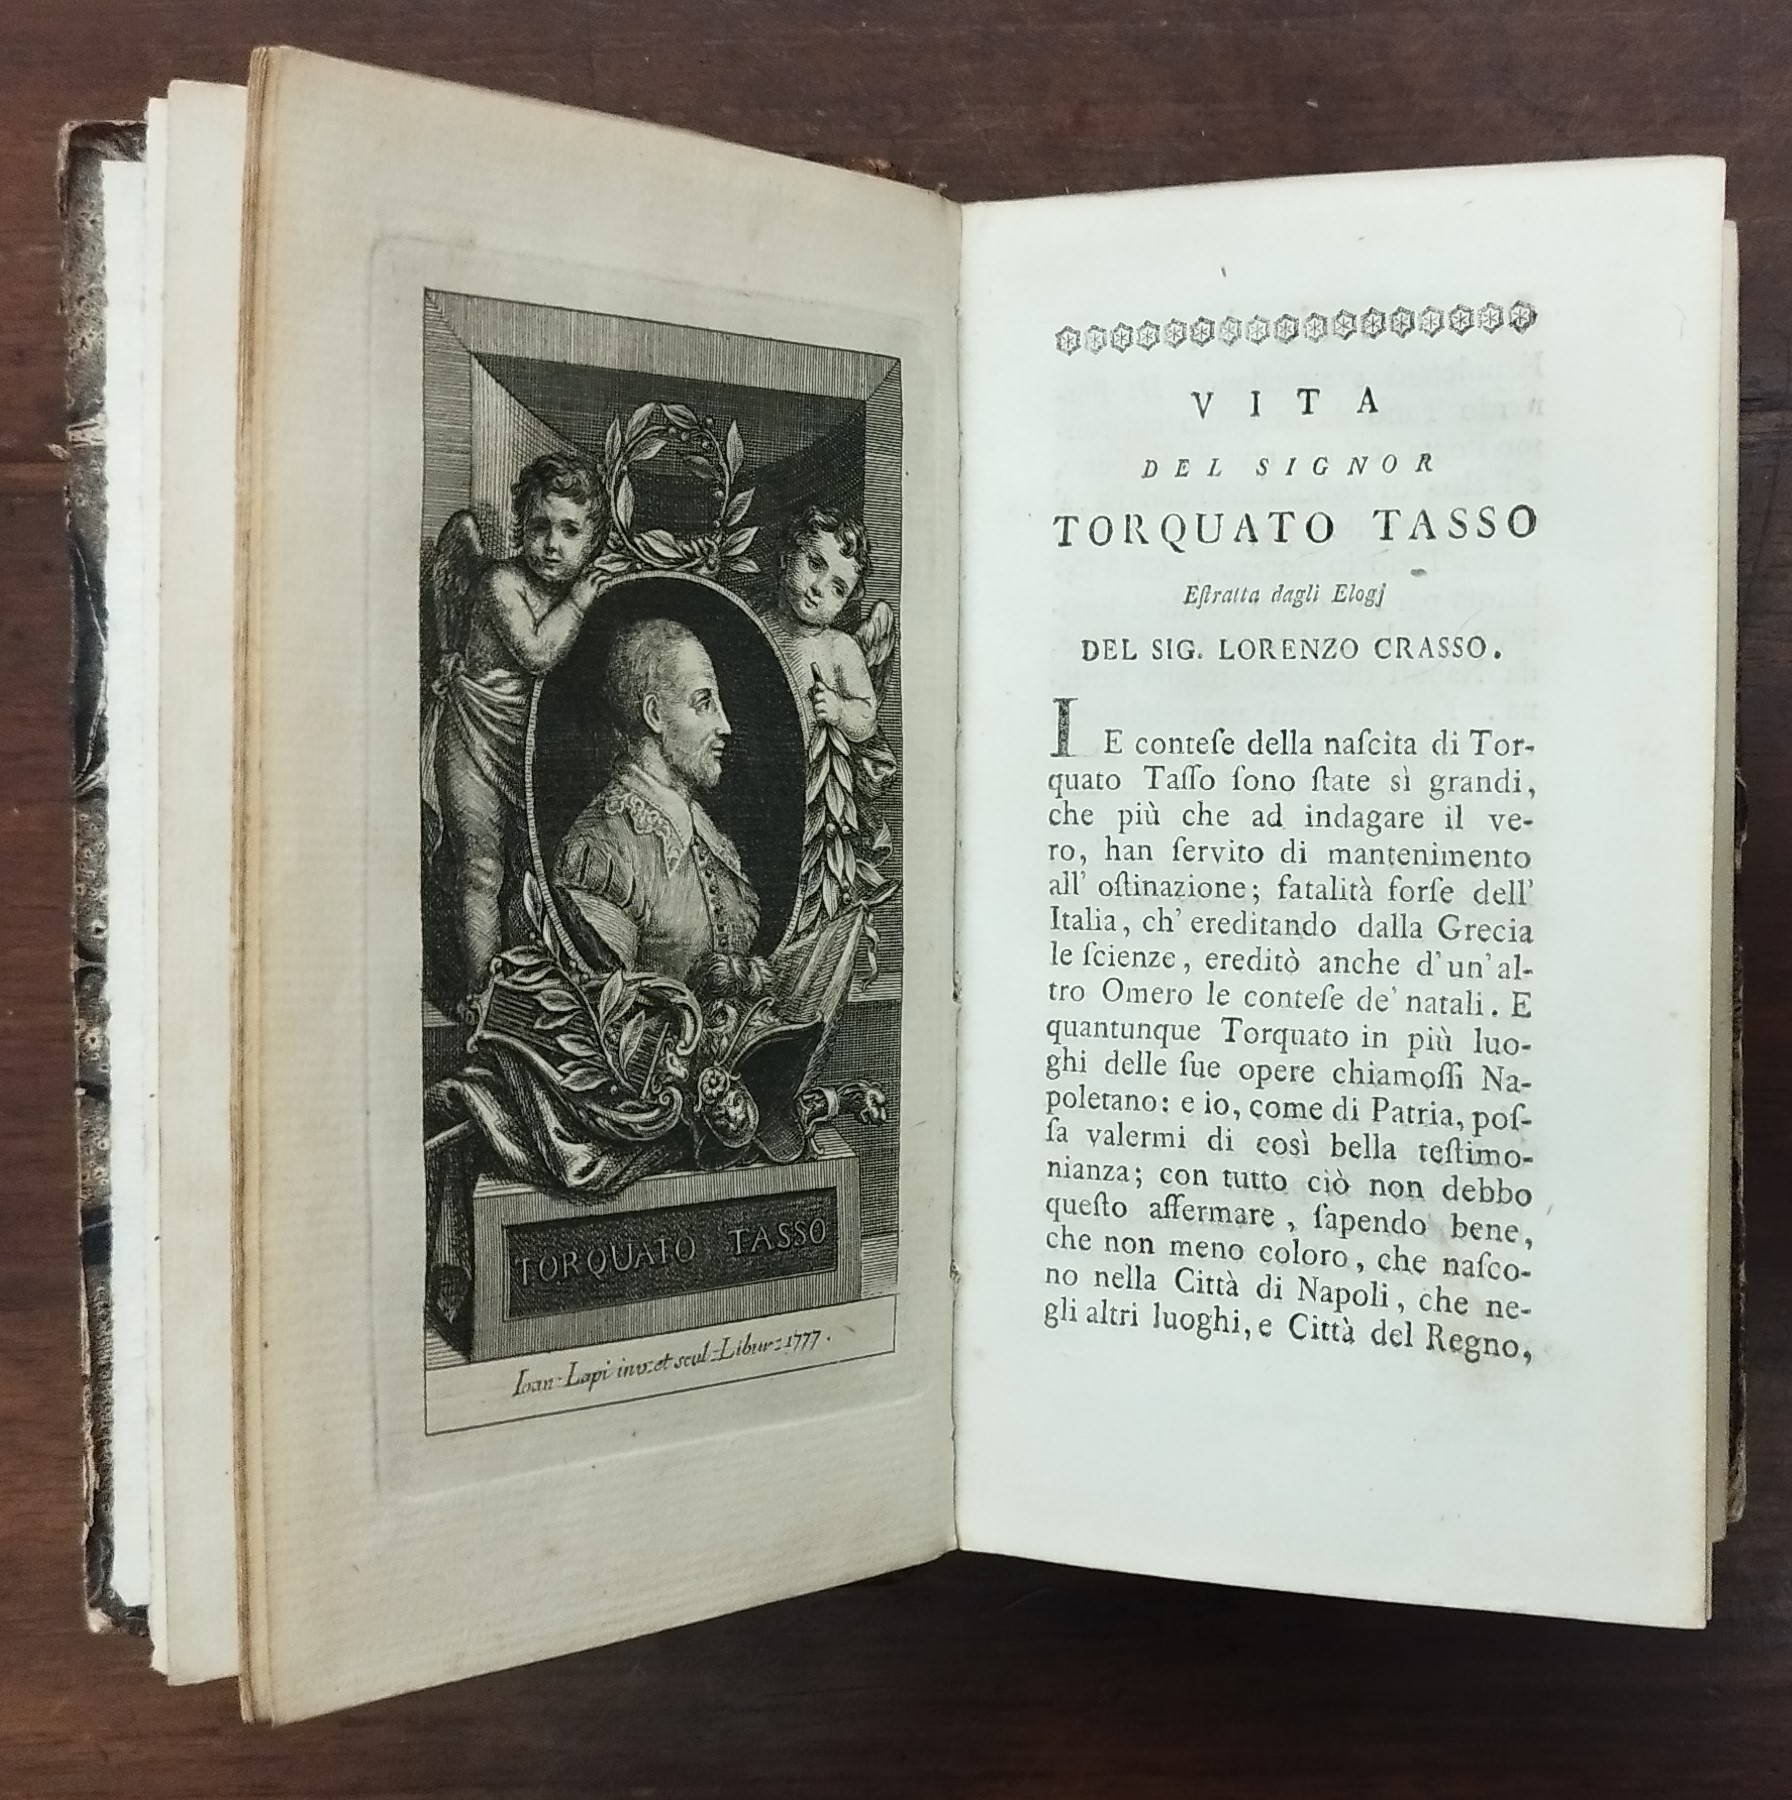 TORQUATO TASSO
Ioan=Lapi inv=et scul=Libur=1777.
VITA
DEL SIGNOR
TORQUATO TASSO
Eſtratta dagli Elogj
DEL SIG. LORENZO CRASSO.
LE conteſe della naſcita di Tor-
quato Taſſo ſono ſtate sì grandi,
che più che ad indagare il ve-
ro, han ſervito di mantenimento
all' oſtinazione; fatalità forſe dell'
Italia, ch' ereditando dalla Grecia
le ſcienze, ereditò anche d'un' al-
tro Omero le conteſe de' natali. E
quantunque Torquato in più luo-
ghi delle ſue opere chiamoſſi Na-
poletano: e io, come di Patria, poſ-
ſa valermi di così bella teſtimo-
nianza; con tutto ciò non debbo
queſto affermare, ſapendo bene,
che non meno coloro, che naſco-
no nella Città di Napoli, che ne-
gli altri luoghi, e Città del Regno,